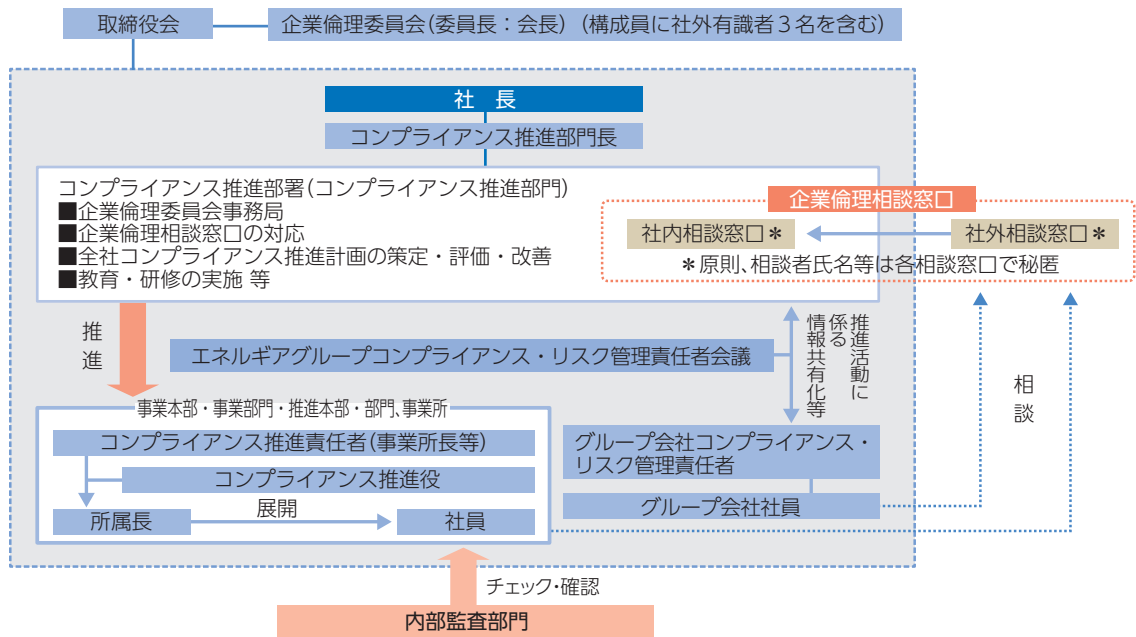 取締役会
企業倫理委員会(委員長：会長)（構成員に社外有識者３名を含む）
社　長
コンプライアンス推進部門長
コンプライアンス推進部署(コンプライアンス推進部門)
■企業倫理委員会事務局
■企業倫理相談窓口の対応
■全社コンプライアンス推進計画の策定・評価・改善
■教育・研修の実施 等
企業倫理相談窓口
社内相談窓口＊
社外相談窓口＊
＊原則、相談者氏名等は各相談窓口で秘匿
推進
エネルギアグループコンプライアンス・リスク管理責任者会議
推進活動に
係る
情報共有化等
相談
事業本部・事業部門・推進本部・部門、事業所
コンプライアンス推進責任者(事業所長等)
コンプライアンス推進役
所属長
展開
社員
グループ会社コンプライアンス・
リスク管理責任者
グループ会社社員
チェック・確認
内部監査部門